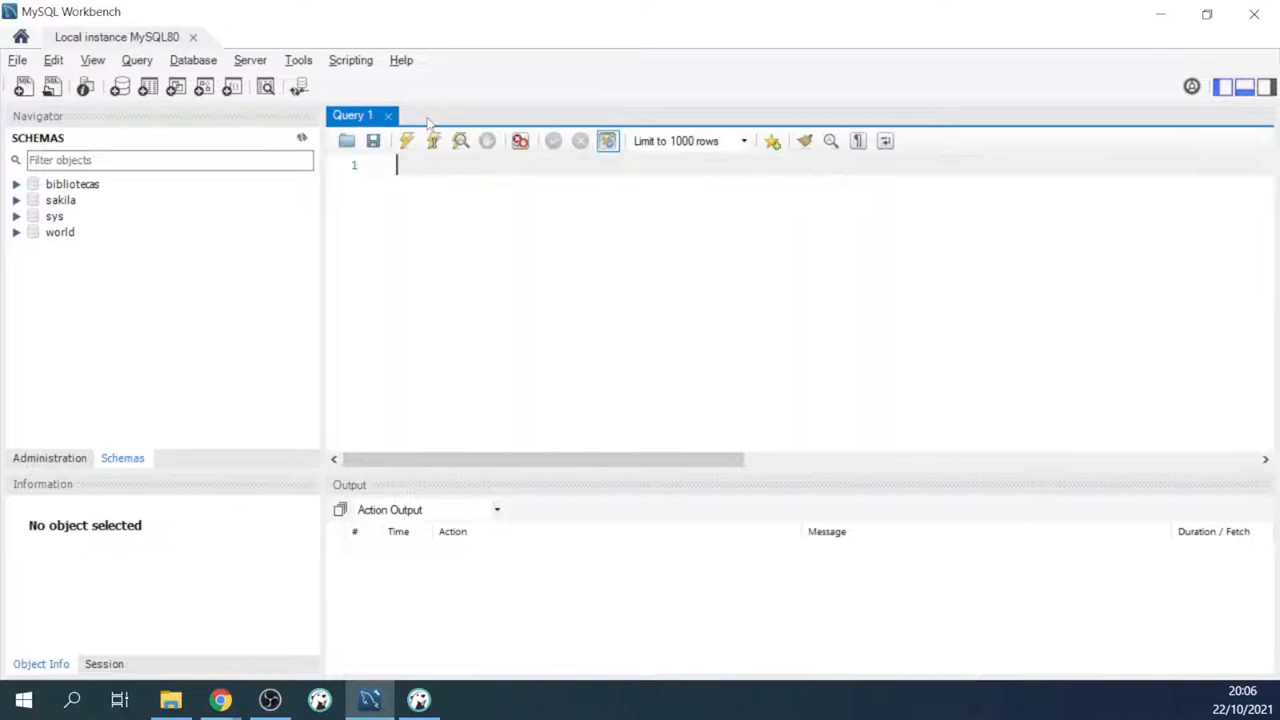 MySQL Workbench
Local instance MySQL80
File Edit View Query Database Server Tools Scripting Help
Navigator
SCHEMAS
Filter objects
bibliotecas
sakila
sys
world
Administration Schemas
Information
No object selected
Object Info Session
Query 1
Limit to 1000 rows
1
Output
Action Output
# Time Action Message Duration / Fetch
20:06
22/10/2021